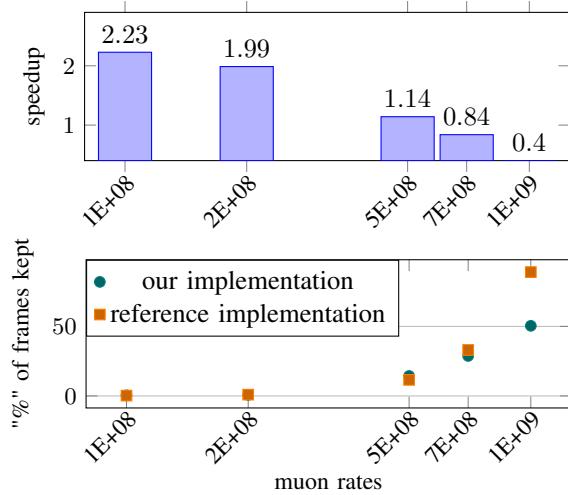 speedup
2
1
2.23
1.99
1.14
0.84
0.4
1E+08
2E+08
5E+08
7E+08
1E+09
"%" of frames kept
50
0
our implementation
reference implementation
1E+08
2E+08
5E+08
7E+08
1E+09
muon rates